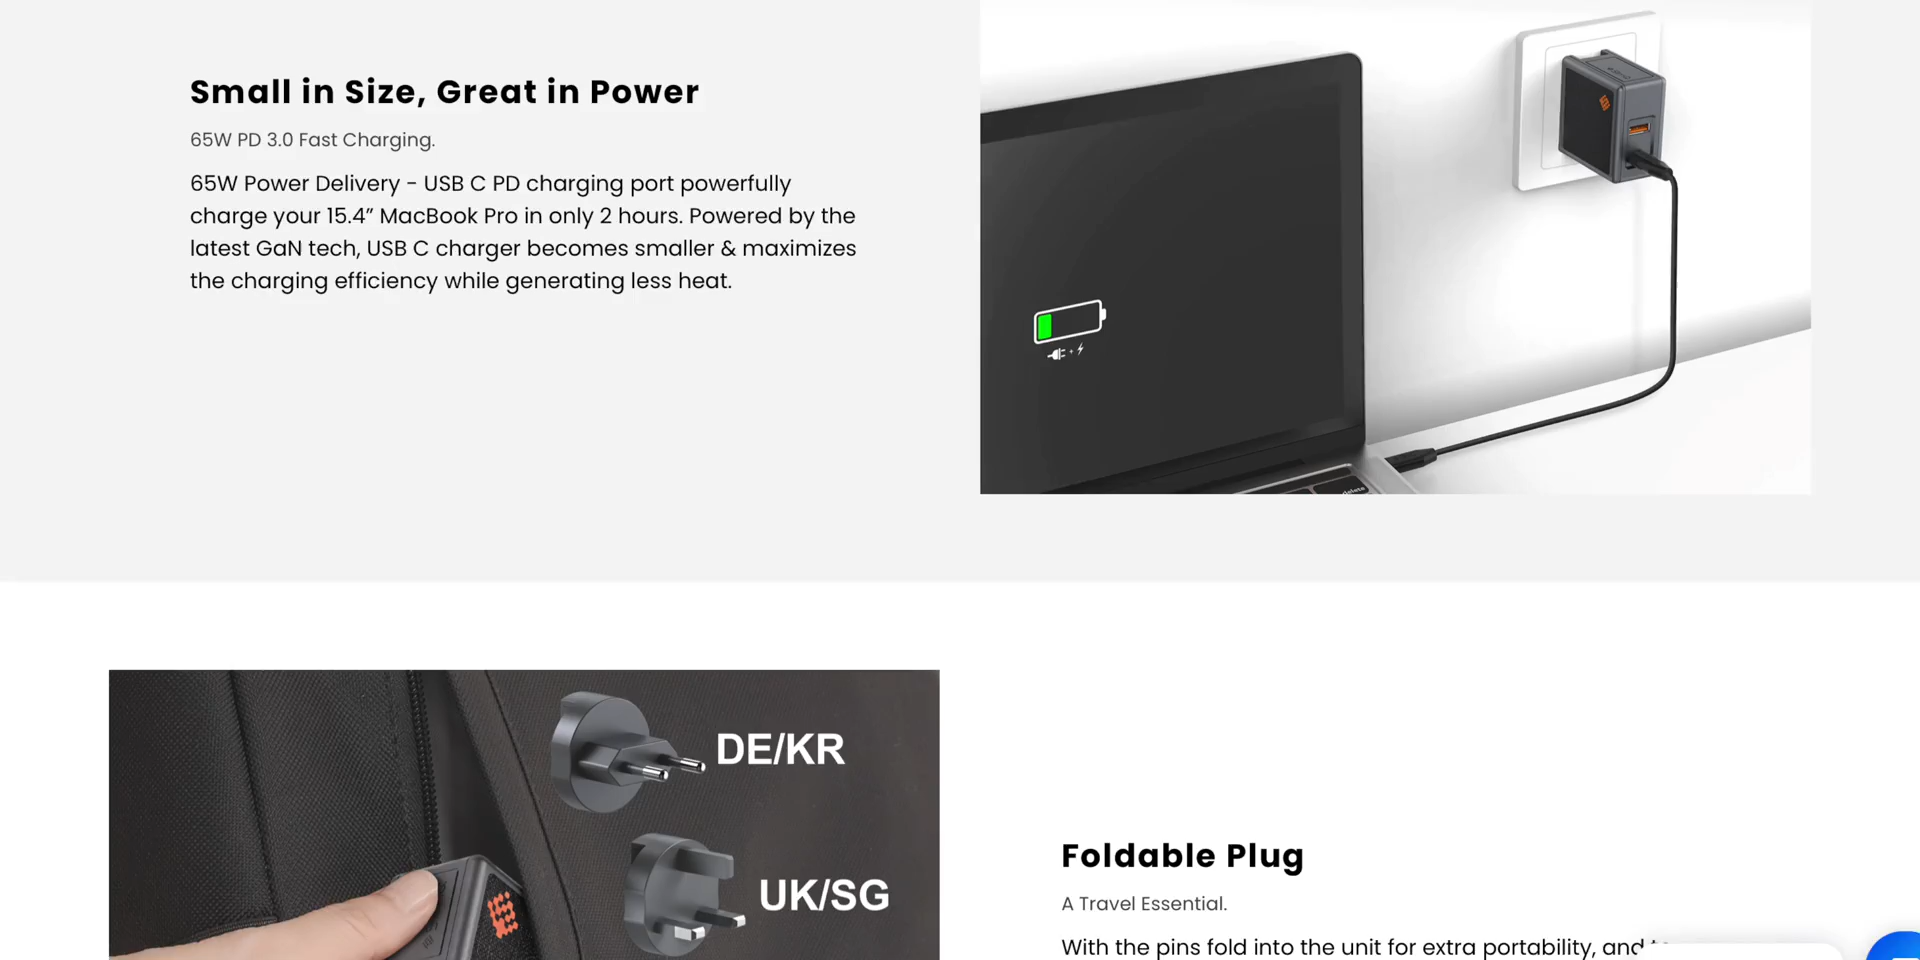 Small in Size, Great in Power
65W PD 3.0 Fast Charging.
65W Power Delivery - USB C PD charging port powerfully
charge your 15.4” MacBook Pro in only 2 hours. Powered by the
latest GaN tech, USB C charger becomes smaller & maximizes
the charging efficiency while generating less heat.
delete
DE/KR
UK/SG
Foldable Plug
A Travel Essential.
With the pins fold into the unit for extra portability, and